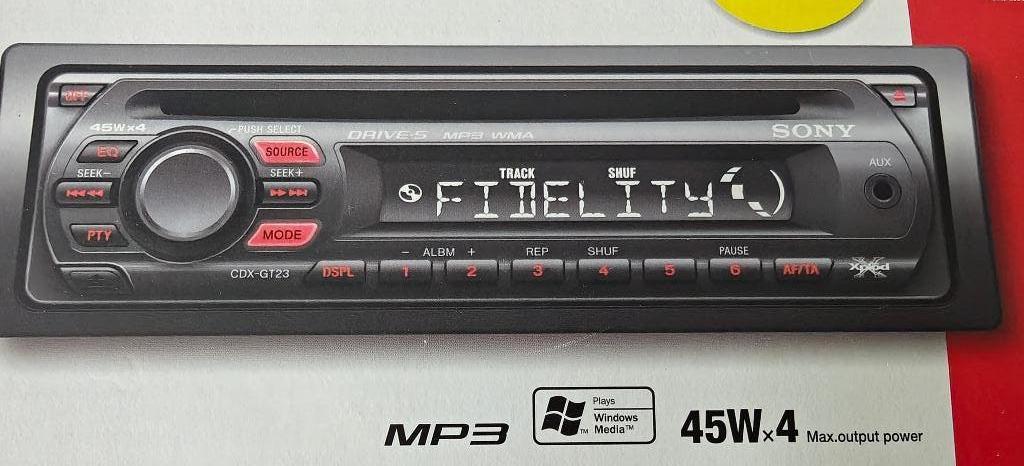 OFF
45W×4
PUSH SELECT
DRIVE-S MP3 WMA
SONY
EQ
SOURCE
AUX
SEEK-
SEEK+
TRACK SHUF
FIDELITY
PTY
MODE
- ALBM + REP SHUF PAUSE
CDX-GT23 DSPL 1 2 3 4 5 6 AF/TA
Xplod
MP3
Plays
Windows
Media™
45W×4 Max.output power